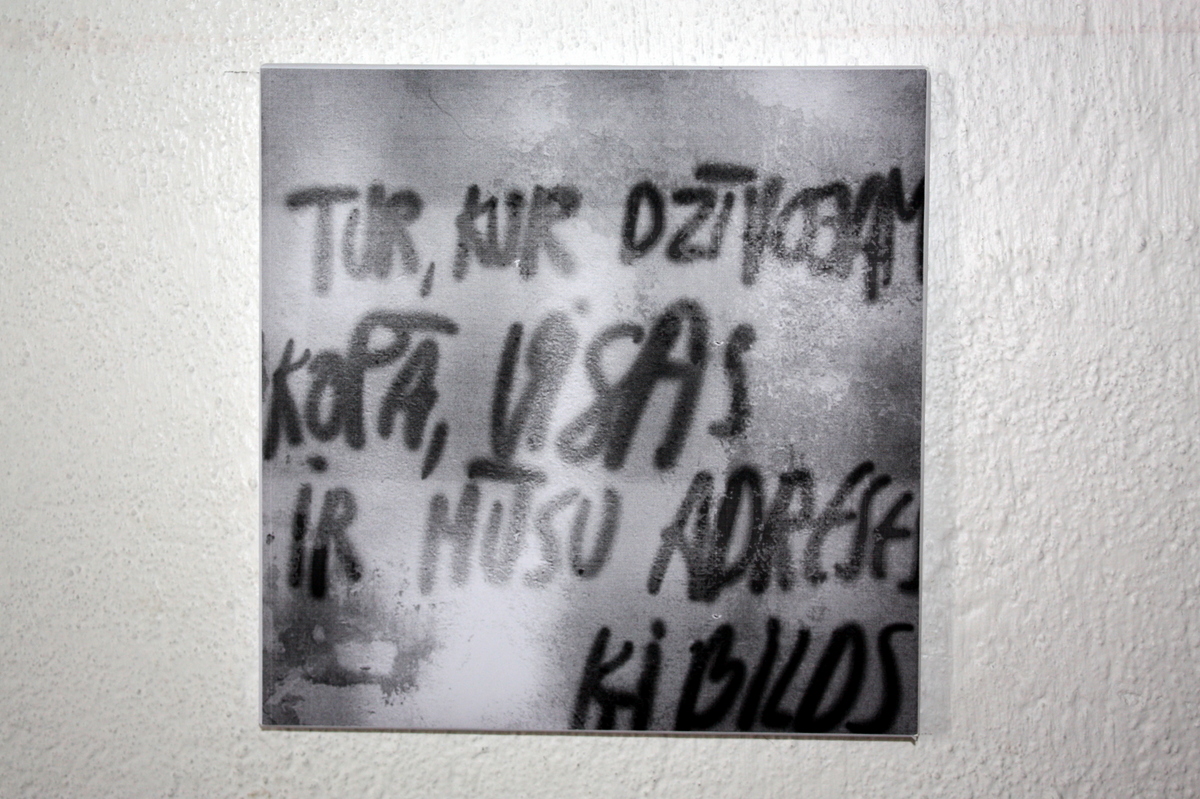 TUR, KUR DZĪVOJAM
KOPĀ, VISAS
IR MŪSU ADRESES
KiBILDS